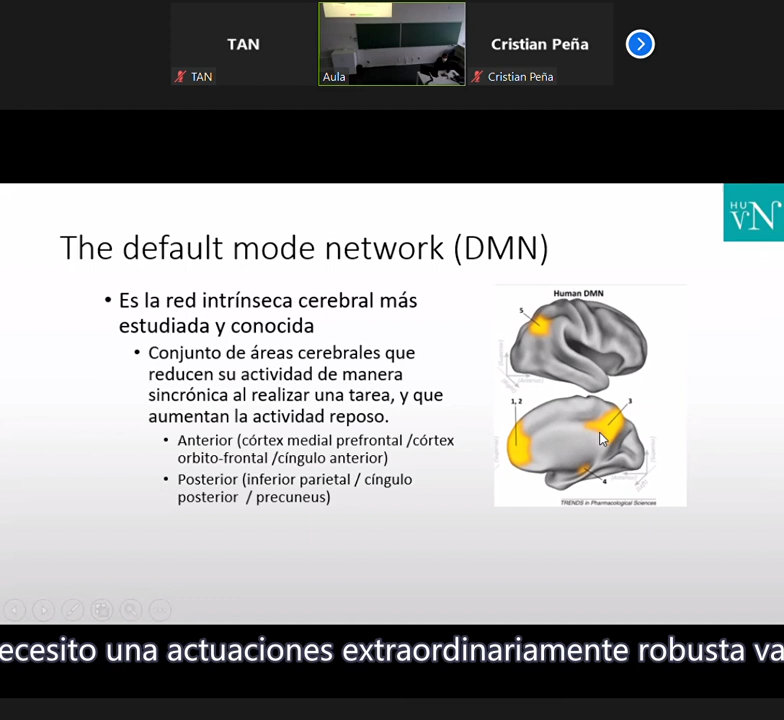 TAN
Cristian Peña
TAN
Aula
Cristian Peña
HU
VN
The default mode network (DMN)
• Es la red intrínseca cerebral más
estudiada y conocida
• Conjunto de áreas cerebrales que
reducen su actividad de manera
sincrónica al realizar una tarea, y que
aumentan la actividad reposo.
• Anterior (córtex medial prefrontal /córtex
orbito-frontal /cíngulo anterior)
• Posterior (inferior parietal / cíngulo
posterior / precuneus)
Human DMN
5
1, 2
3
4
TRENDS in Pharmacological Sciences
ecesito una actuaciones extraordinariamente robusta va